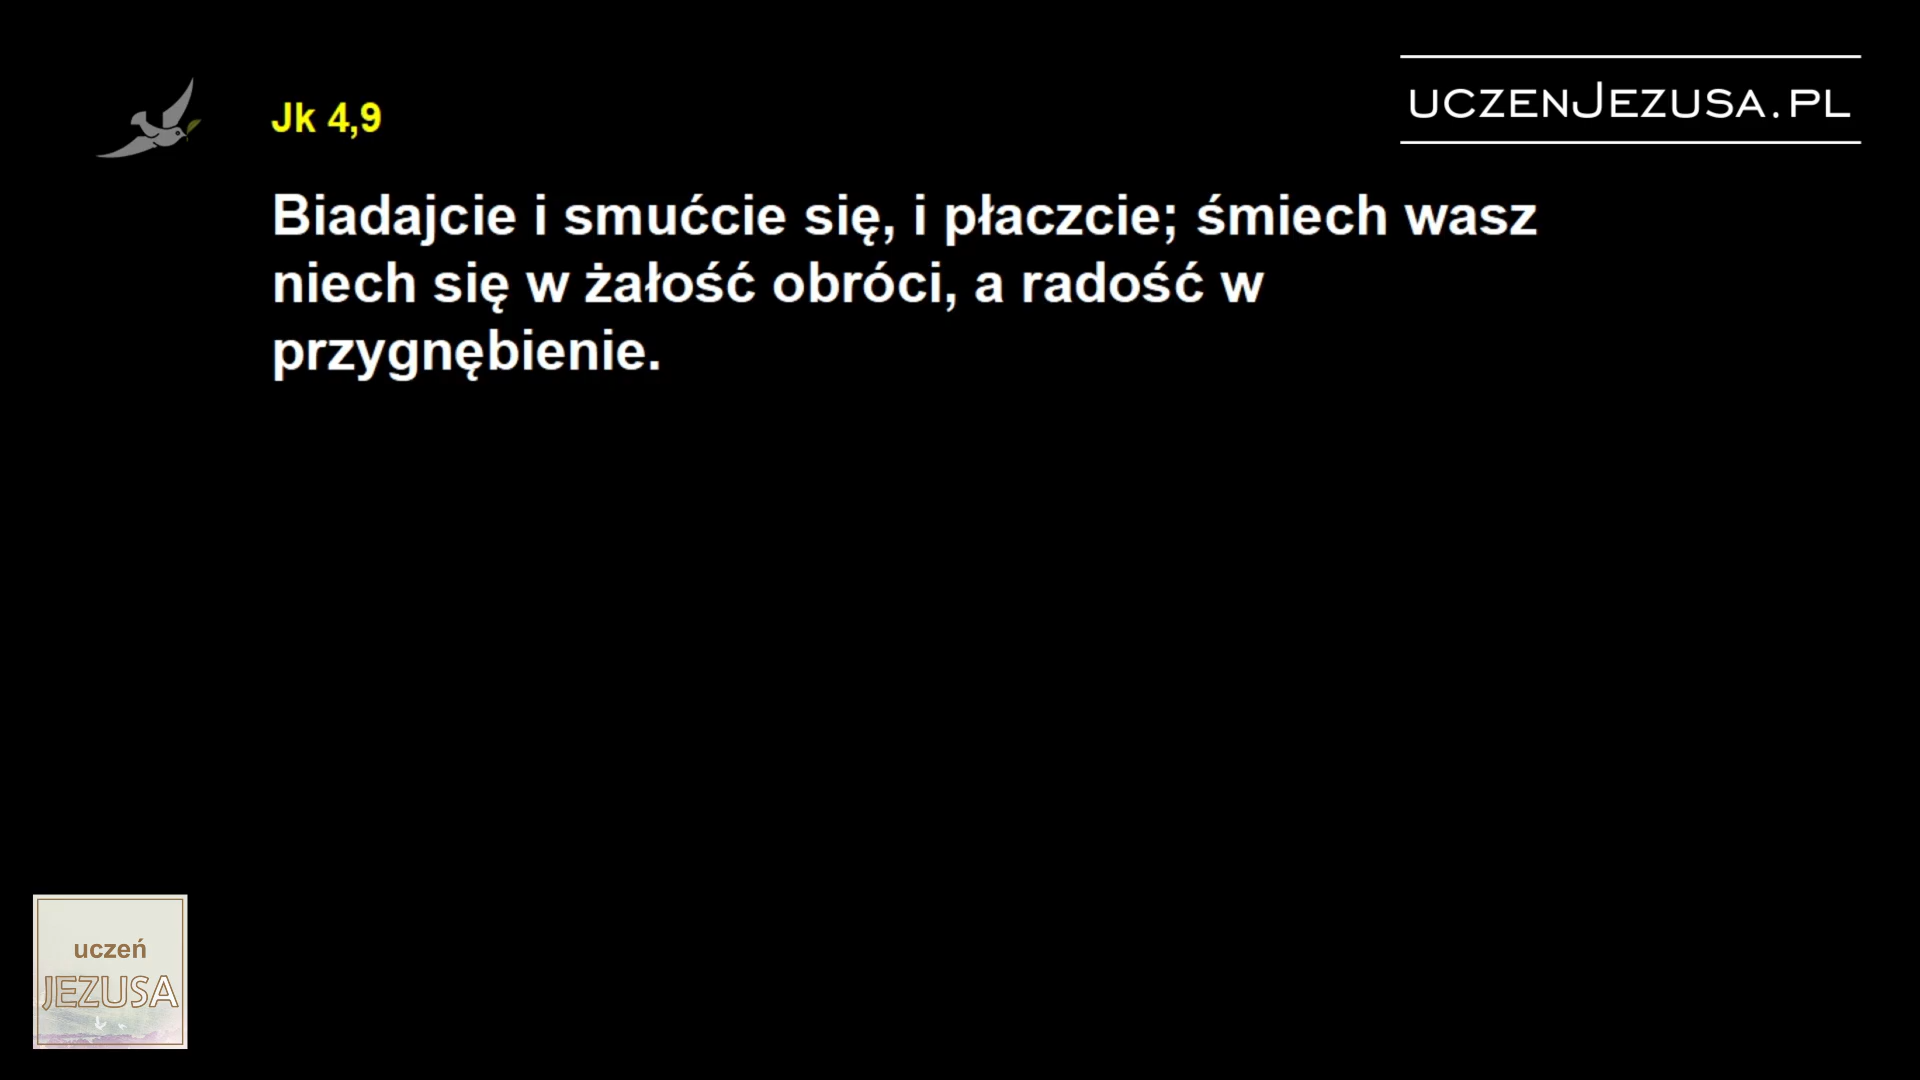 Jk 4,9
UCZENJEZUSA.PL
Biadajcie i smućcie się, i płaczcie; śmiech wasz
niech się w żałość obróci, a radość w
przygnębienie.
uczeń
JEZUSA